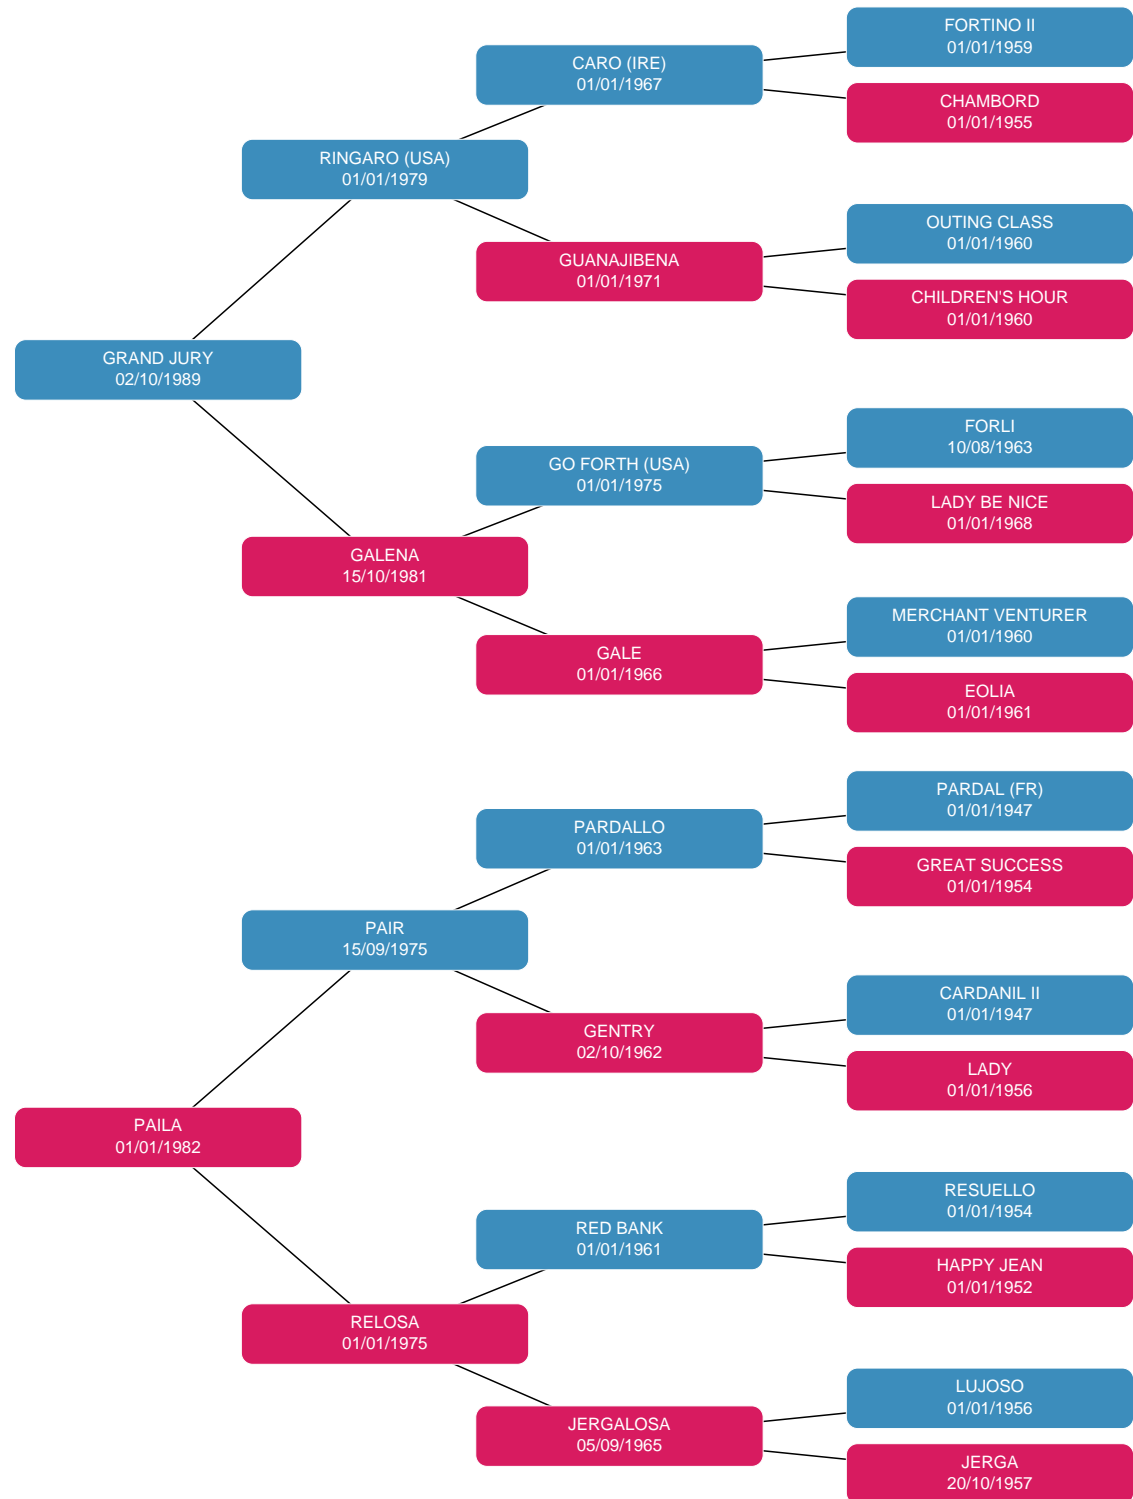 FORTINO II
01/01/1959
CARO (IRE)
01/01/1967
CHAMBORD
01/01/1955
RINGARO (USA)
01/01/1979
OUTING CLASS
01/01/1960
GUANAJIBENA
01/01/1971
CHILDREN'S HOUR
01/01/1960
GRAND JURY
02/10/1989
FORLI
10/08/1963
GO FORTH (USA)
01/01/1975
LADY BE NICE
01/01/1968
GALENA
15/10/1981
MERCHANT VENTURER
01/01/1960
GALE
01/01/1966
EOLIA
01/01/1961
PARDAL (FR)
01/01/1947
PARDALLO
01/01/1963
GREAT SUCCESS
01/01/1954
PAIR
15/09/1975
CARDANIL II
01/01/1947
GENTRY
02/10/1962
LADY
01/01/1956
PAILA
01/01/1982
RESUELLO
01/01/1954
RED BANK
01/01/1961
HAPPY JEAN
01/01/1952
RELOSA
01/01/1975
LUJOSO
01/01/1956
JERGALOSA
05/09/1965
JERGA
20/10/1957